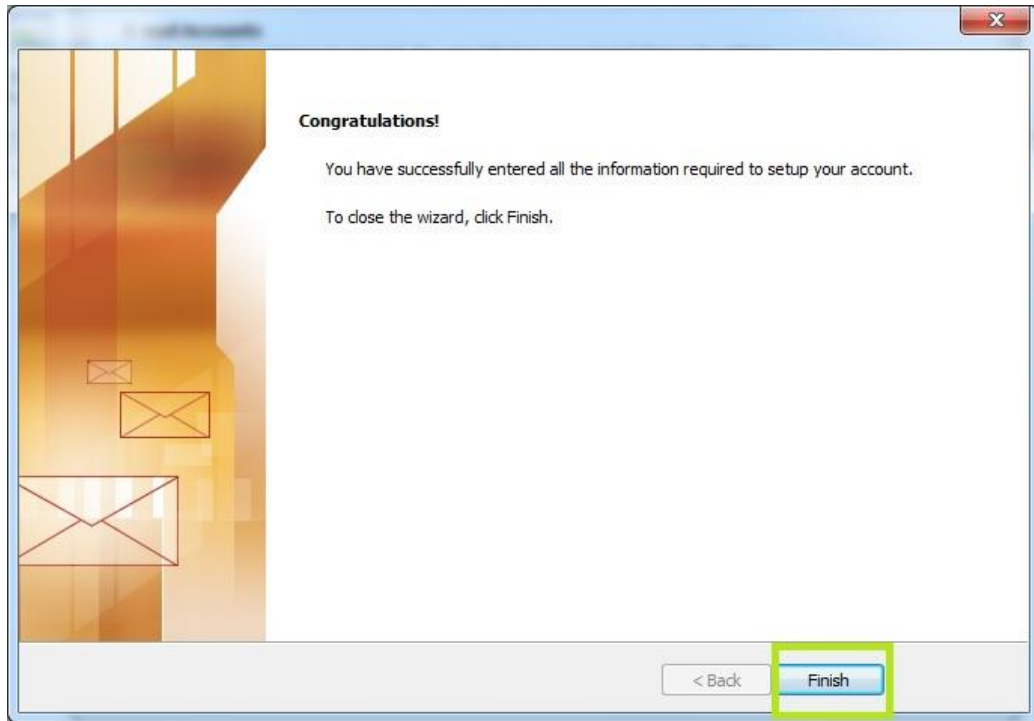 Congratulations!
You have successfully entered all the information required to setup your account.
To close the wizard, click Finish.
< Back
Finish